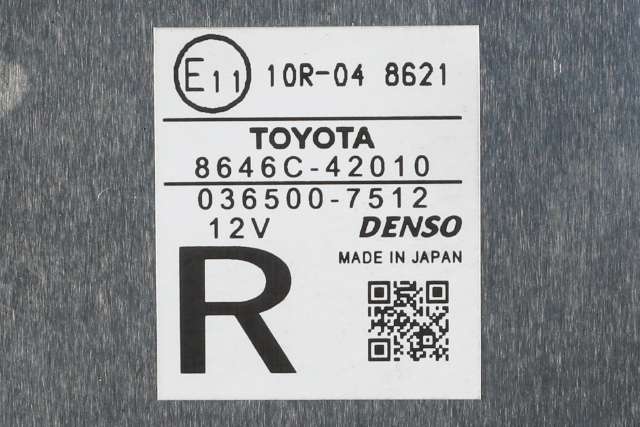 E11 10R-04 8621
TOYOTA
8646C-42010
036500-7512
12V DENSO
MADE IN JAPAN
R